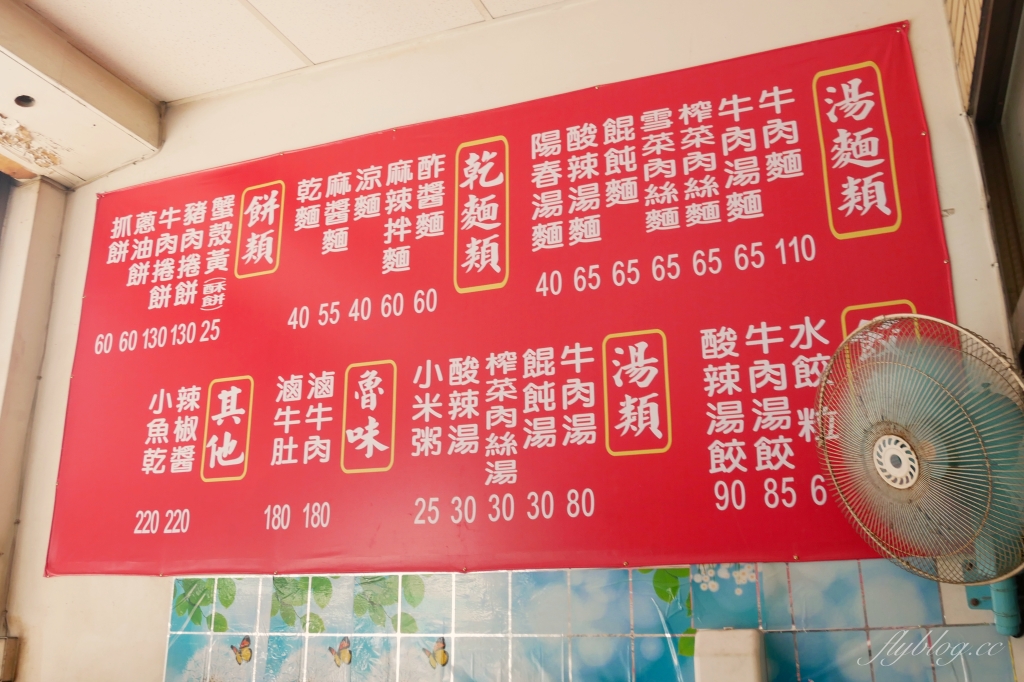 湯麵類
牛肉麵 110
牛肉湯麵 65
榨菜肉絲麵 65
雪菜肉絲麵 65
餛飩麵 65
酸辣湯麵 65
陽春湯麵 40
乾麵類
酢醬麵 60
麻辣拌麵 60
涼麵 40
麻醬麵 55
乾麵 40
餅類
蟹殼黃(酥餅) 25
豬肉捲餅 130
牛肉捲餅 130
蔥油餅 60
抓餅 60
水餃 粒 6
牛肉湯餃 85
酸辣湯餃 90
湯類
牛肉湯 80
餛飩湯 30
榨菜肉絲湯 30
酸辣湯 30
小米粥 25
魯味
滷牛肉 180
滷牛肚 180
其他
辣椒醬 220
小魚乾 220
flyblog.cc